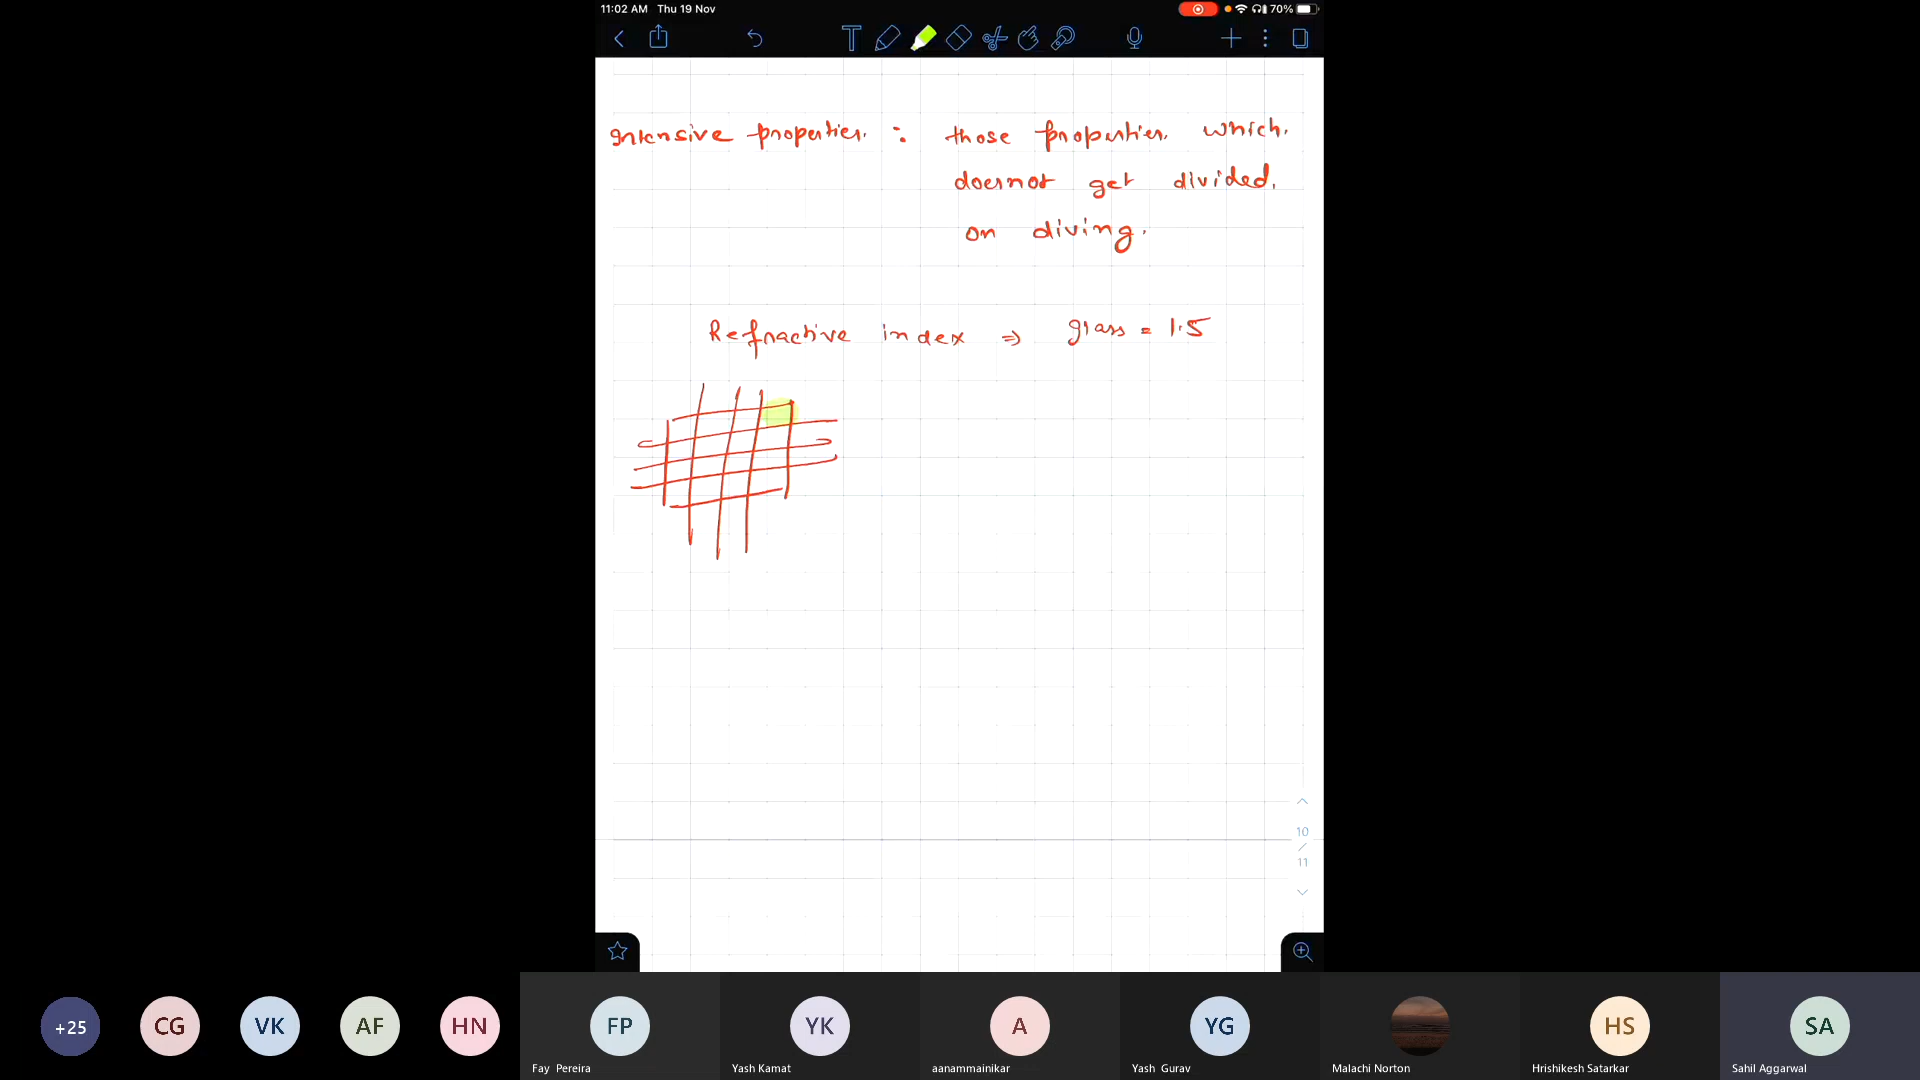 11:02 AM Thu 19 Nov
70%
Intensive properties : those properties which
doesnot get divided
on diving.
Refractive index ⇒ glass = 1.5
10
/
11
+25
CG
VK
AF
HN
FP
YK
A
YG
HS
SA
Fay Pereira
Yash Kamat
aanammainikar
Yash Gurav
Malachi Norton
Hrishikesh Satarkar
Sahil Aggarwal